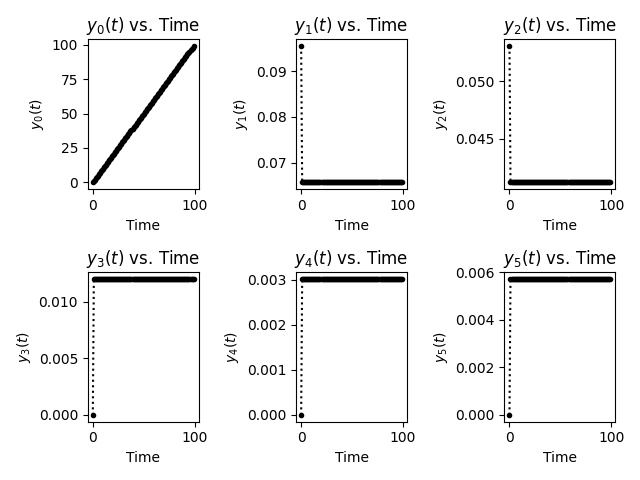 y₀(t) vs. Time
y₁(t) vs. Time
y₂(t) vs. Time
100
75
50
25
0
y₀(t)
0
100
Time
0.09
0.08
0.07
y₁(t)
0
100
Time
0.050
0.045
y₂(t)
0
100
Time
y₃(t) vs. Time
y₄(t) vs. Time
y₅(t) vs. Time
0.010
0.005
0.000
y₃(t)
0
100
Time
0.003
0.002
0.001
0.000
y₄(t)
0
100
Time
0.006
0.004
0.002
0.000
y₅(t)
0
100
Time